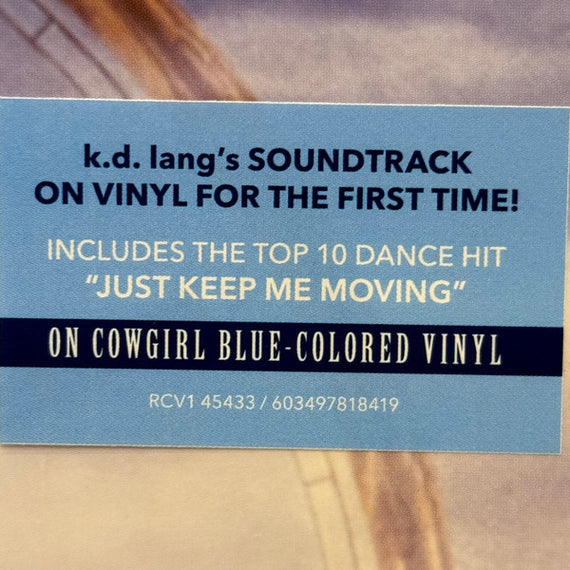 k.d. lang's SOUNDTRACK
ON VINYL FOR THE FIRST TIME!
INCLUDES THE TOP 10 DANCE HIT
"JUST KEEP ME MOVING"
ON COWGIRL BLUE-COLORED VINYL
RCV1 45433 / 603497818419